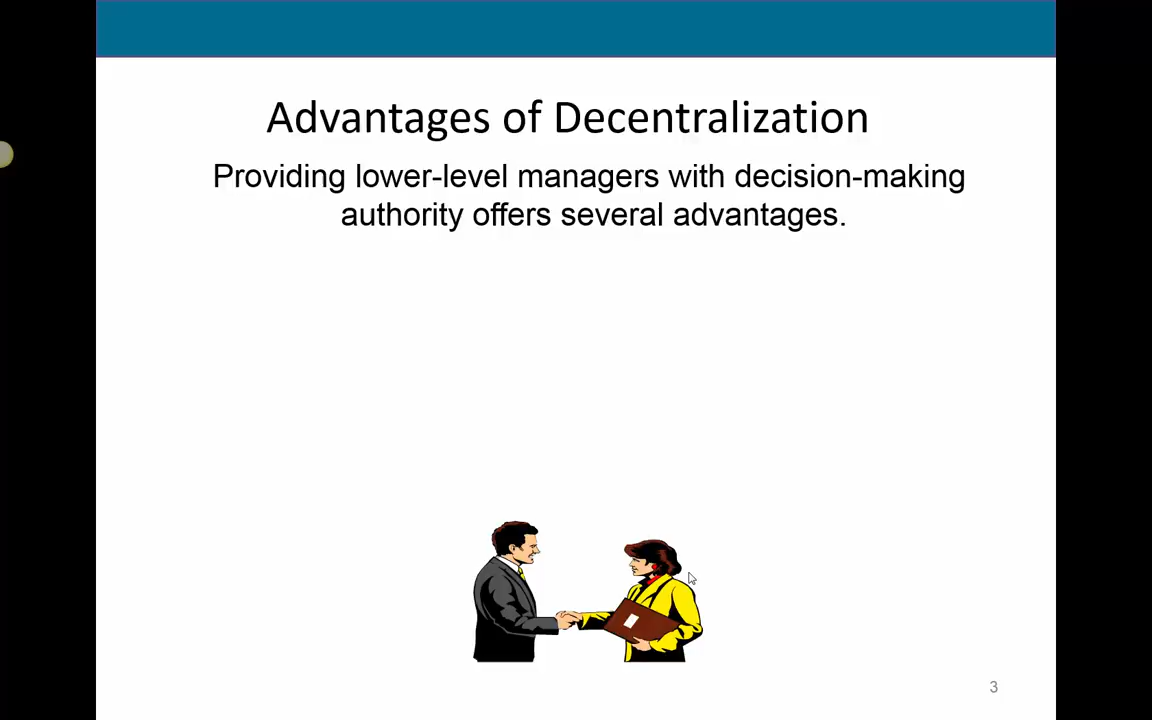 Advantages of Decentralization
Providing lower-level managers with decision-making
authority offers several advantages.
3